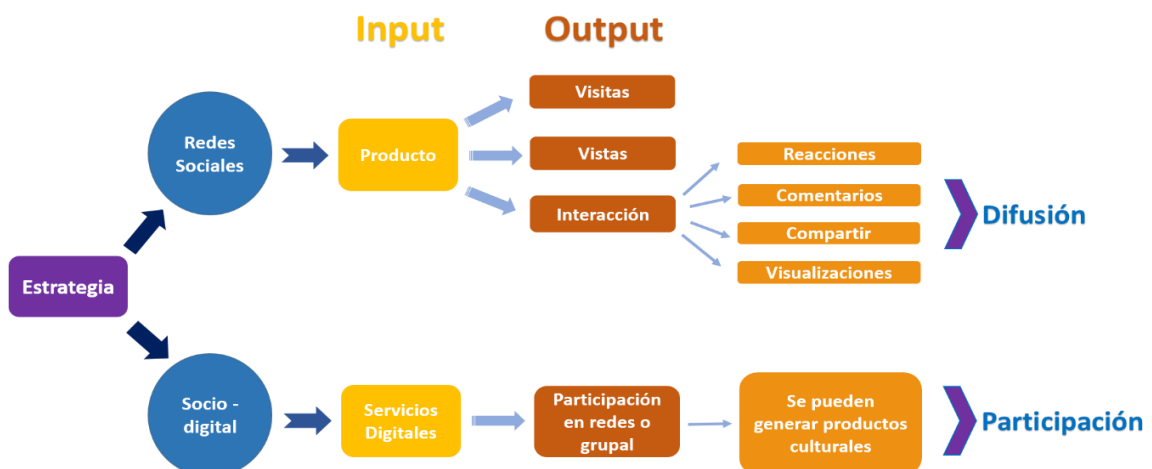 Input
Output
Visitas
Redes
Sociales
Producto
Vistas
Interacción
Reacciones
Comentarios
Compartir
Visualizaciones
Difusión
Estrategia
Socio -
digital
Servicios
Digitales
Participación
en redes o
grupal
Se pueden
generar productos
culturales
Participación